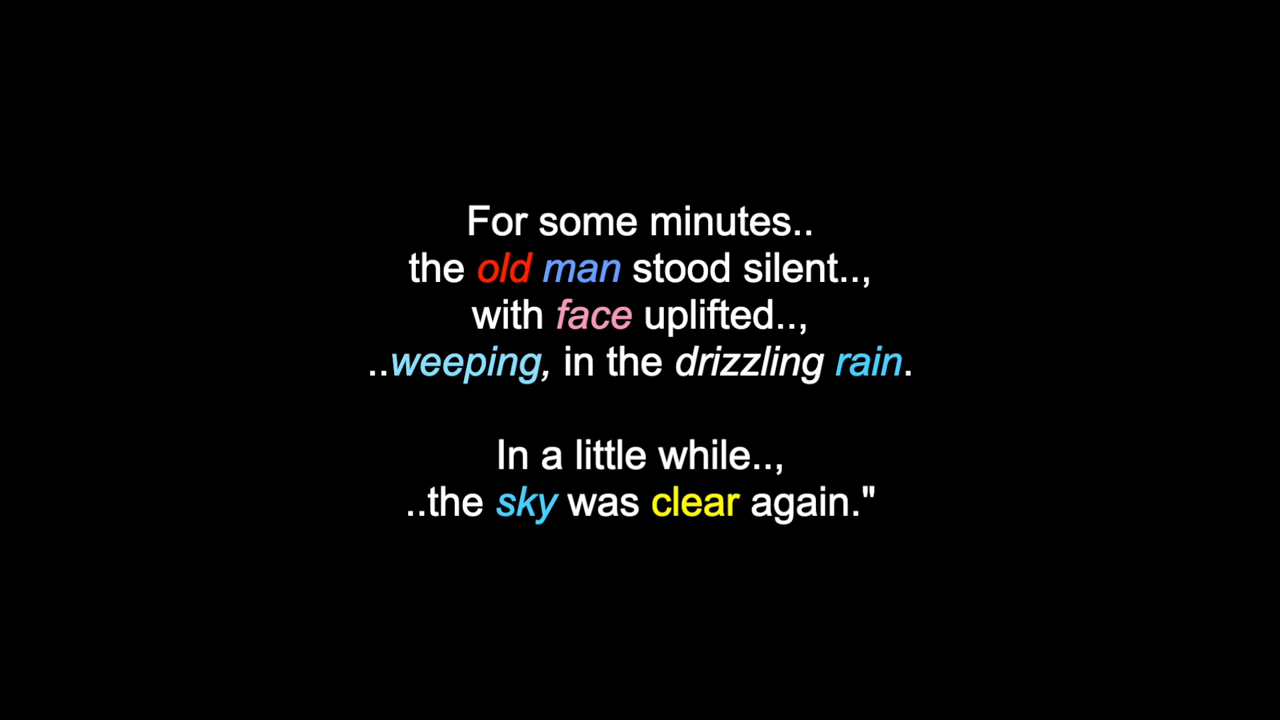 For some minutes..
the old man stood silent..,
with face uplifted..,
..weeping, in the drizzling rain.
In a little while..,
..the sky was clear again."